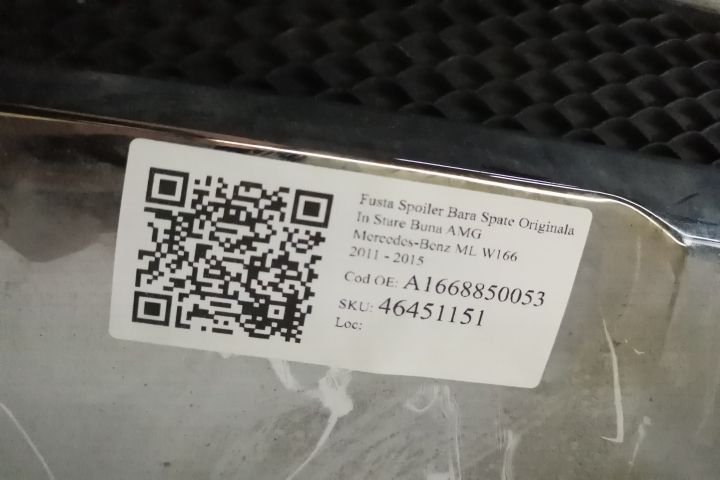 Fusta Spoiler Bara Spate Originala
In Stare Buna AMG
Mercedes-Benz ML W166
2011 - 2015
Cod OE: A1668850053
SKU: 46451151
Loc: